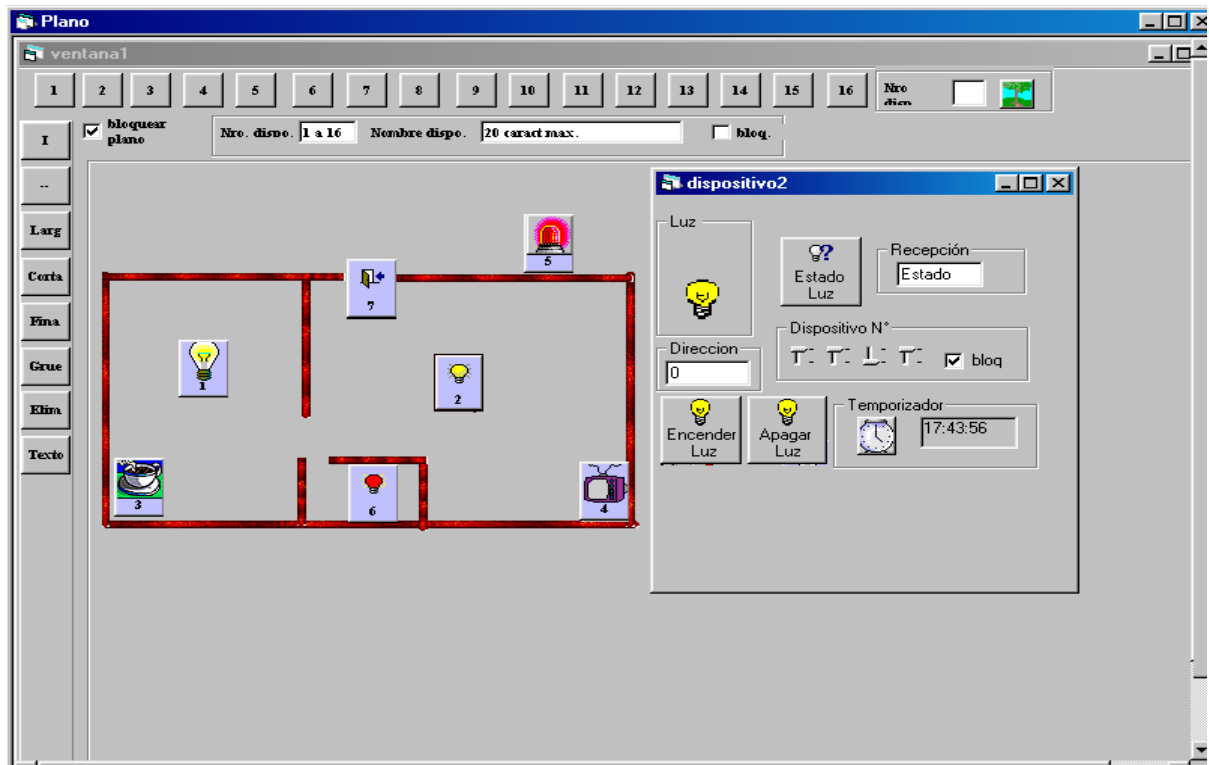 Plano
ventana1
1 2 3 4 5 7 8 9 10 11 12 13 14 15 16 Nro disp
bloquear plano Nro. dispo. 1 a 16 Nombre dispo. 20 caract max. bloq.
I
--
Larg
Corta
Fina
Grue
Elim
Texto
5
7
1
2
3
6
4
dispositivo2
Luz
Estado Luz
Recepción
Estado
Dispositivo N°
bloq
Direccion
0
Encender Luz
Apagar Luz
Temporizador
17:43:56